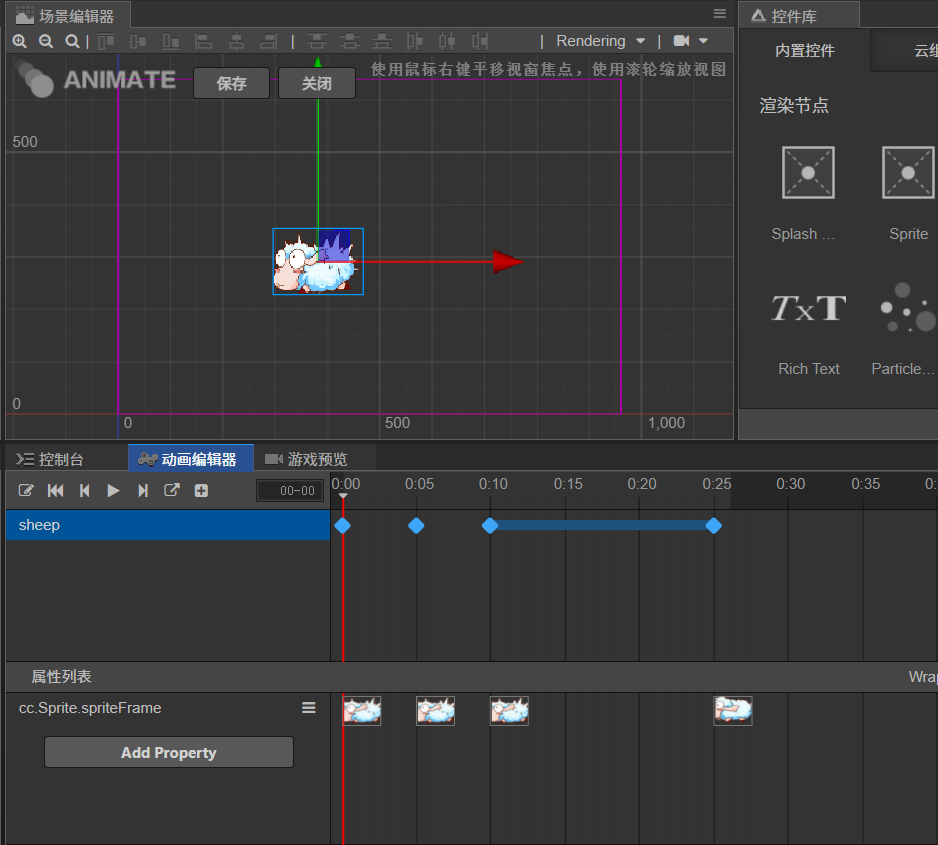 场景编辑器
控件库
Rendering
内置控件
ANIMATE
保存
关闭
使用鼠标右键平移视窗焦点，使用滚轮缩放视图
渲染节点
500
Splash ...
Sprite
TxT
Rich Text
Particle...
0
0
500
1,000
控制台
动画编辑器
游戏预览
00-00
0:00
0:05
0:10
0:15
0:20
0:25
0:30
0:35
sheep
属性列表
cc.Sprite.spriteFrame
Add Property